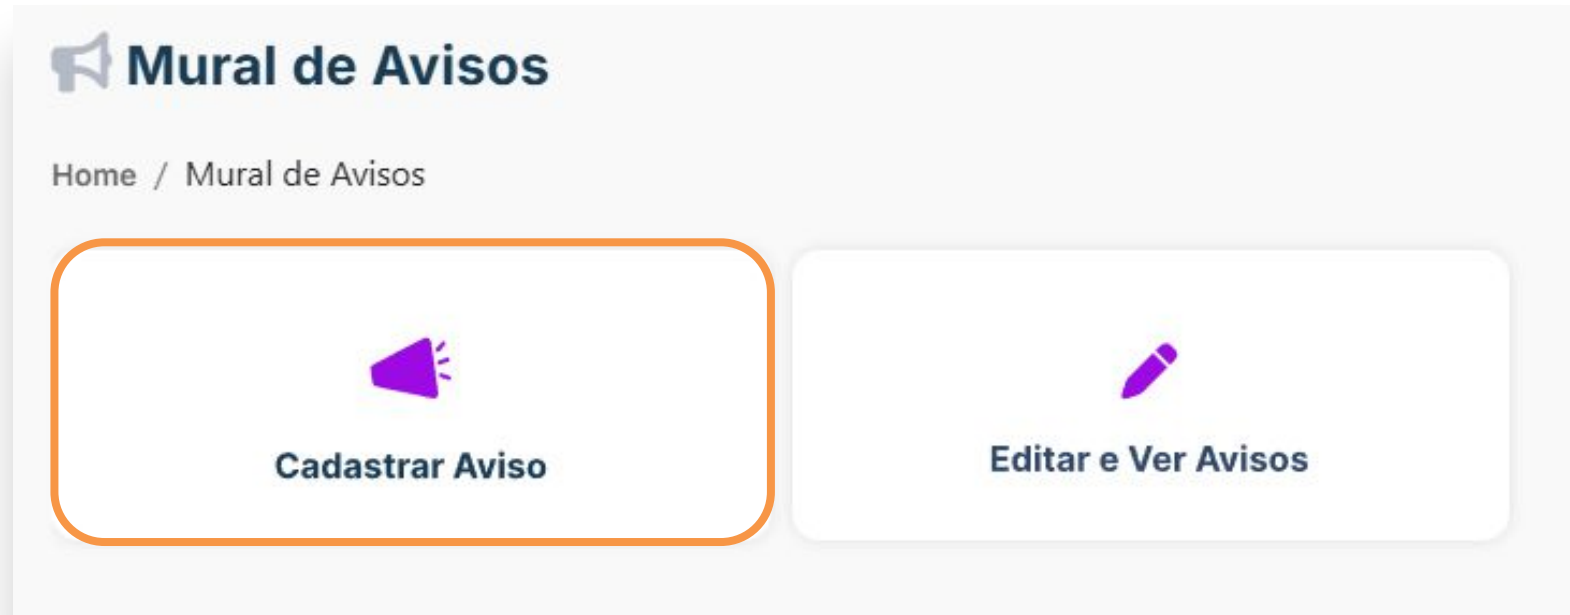 Mural de Avisos
Home / Mural de Avisos
Cadastrar Aviso
Editar e Ver Avisos